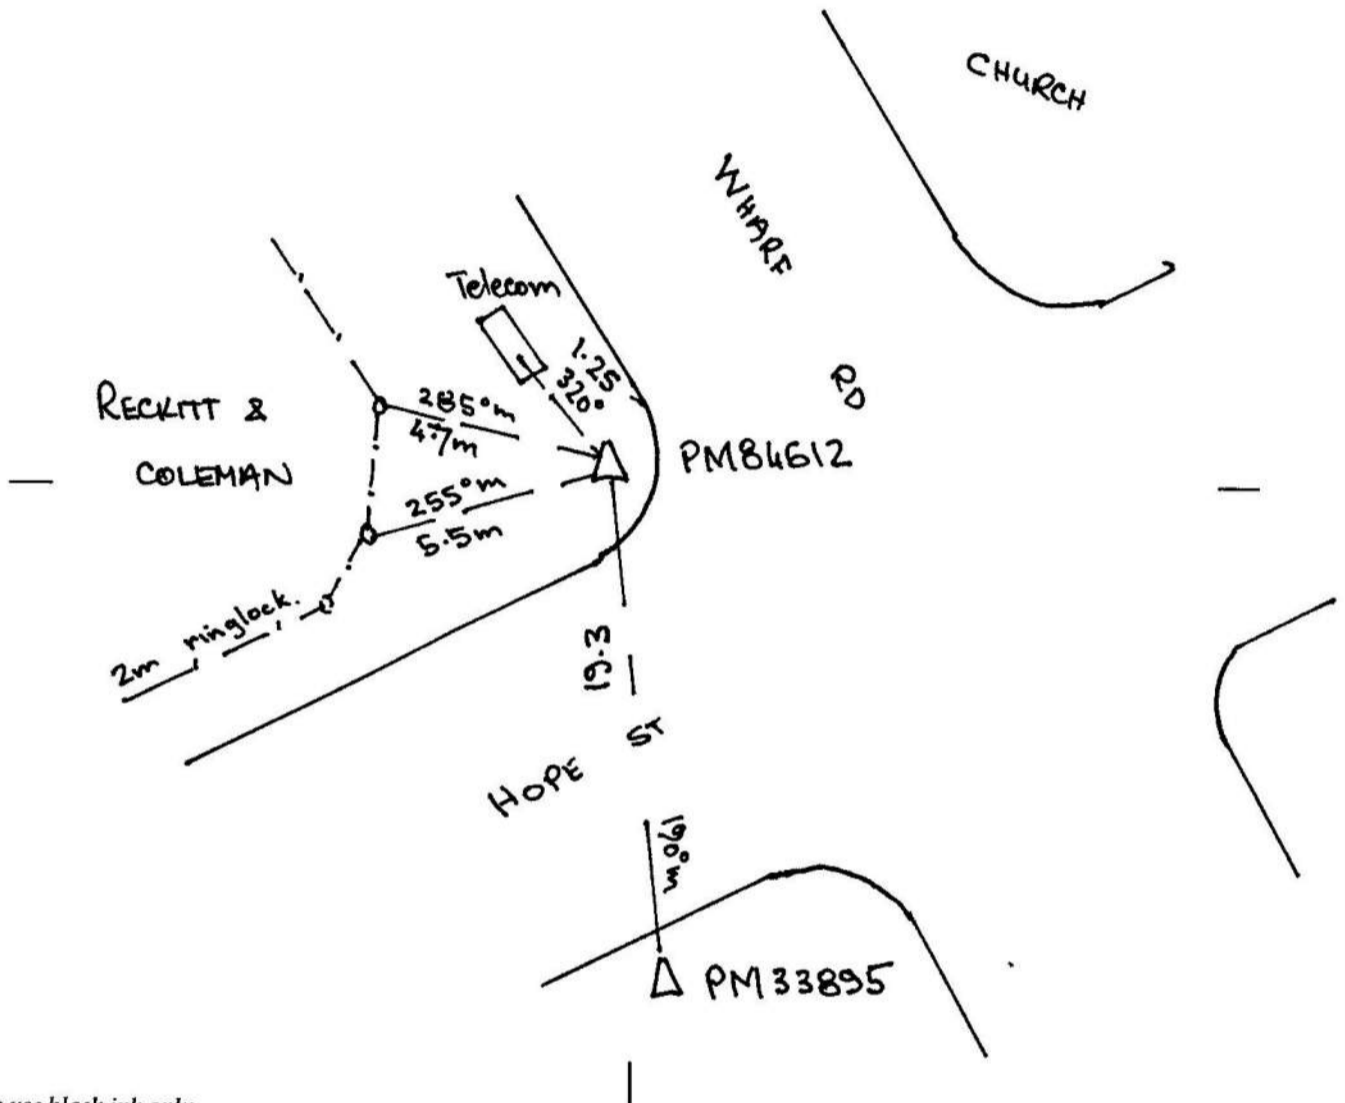 CHURCH
WHARF
RD
Telecom
1.25
320°
RECKITT &
COLEMAN
285°m
4.7m
PM84612
255°m
5.5m
2m ringlock.
19.3
HOPE ST
190°m
PM33895